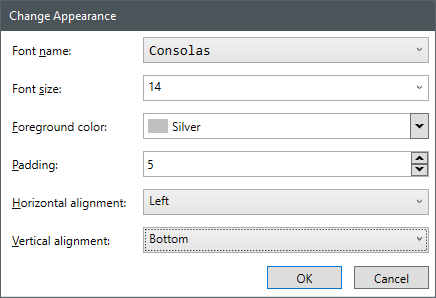 Change Appearance
Font name: Consolas
Font size: 14
Foreground color: Silver
Padding: 5
Horizontal alignment: Left
Vertical alignment: Bottom
OK Cancel